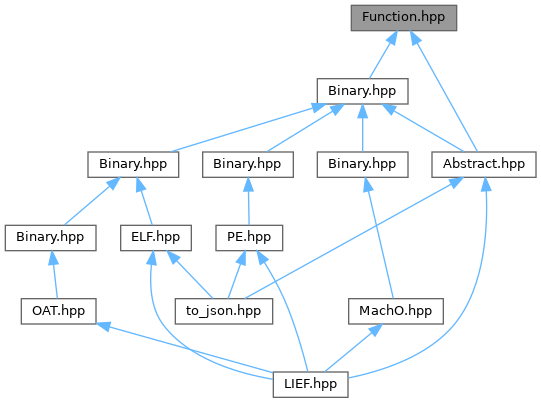 Function.hpp
Binary.hpp
Binary.hpp
Binary.hpp
Binary.hpp
Abstract.hpp
Binary.hpp
ELF.hpp
PE.hpp
OAT.hpp
to_json.hpp
MachO.hpp
LIEF.hpp